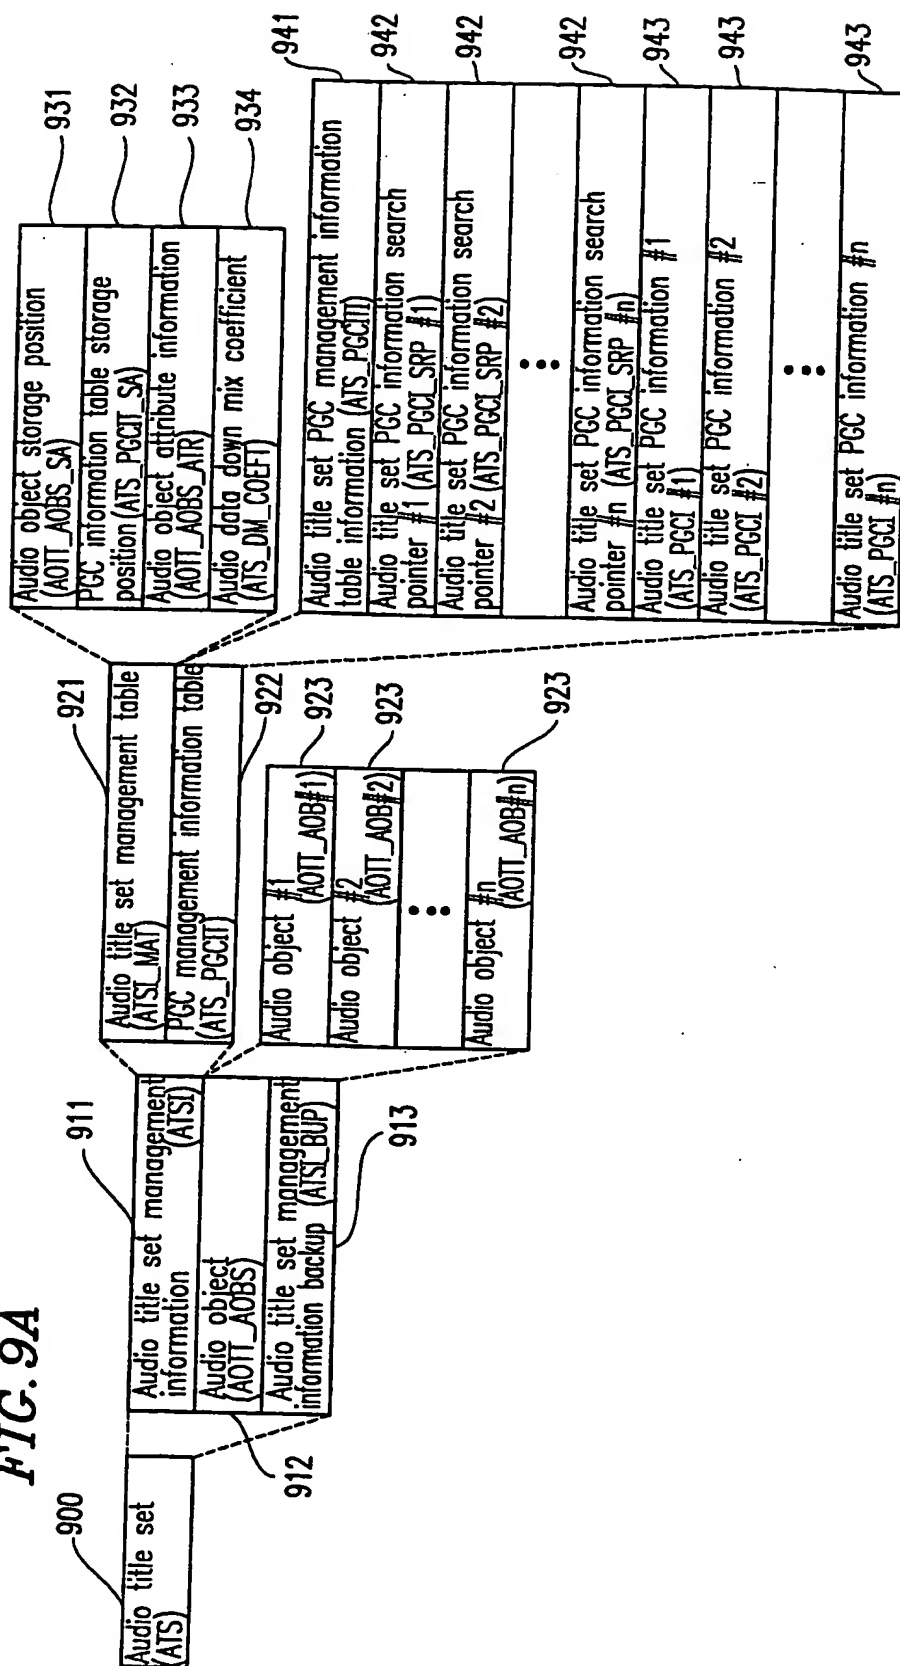 FIG. 9A
900
Audio title set
(ATS)
911
Audio title set management
information (ATSI)
Audio object
(AOTT_AOBS)
Audio title set management
information backup (ATSI_BUP)
912
913
921
Audio title set management table
(ATSI_MAT)
PGC management information table
(ATS_PGCIT)
922
Audio object #1
(AOTT_AOB#1)
923
Audio object #2
(AOTT_AOB#2)
923
•••
Audio object #n
(AOTT_AOB#n)
923
Audio object storage position
(AOTT_AOBS_SA)
931
PGC information table storage
position (ATS_PGCIT_SA)
932
Audio object attribute information
(AOTT_AOBS_ATR)
933
Audio data down mix coefficient
(ATS_DM_COEFT)
934
Audio title set PGC management information
table information (ATS_PGCITI)
941
Audio title set PGC information search
pointer #1 (ATS_PGCI_SRP #1)
942
Audio title set PGC information search
pointer #2 (ATS_PGCI_SRP #2)
942
•••
Audio title set PGC information search
pointer #n (ATS_PGCI_SRP #n)
942
Audio title set PGC information #1
(ATS_PGCI #1)
943
Audio title set PGC information #2
(ATS_PGCI #2)
943
•••
Audio title set PGC information #n
(ATS_PGCI #n)
943